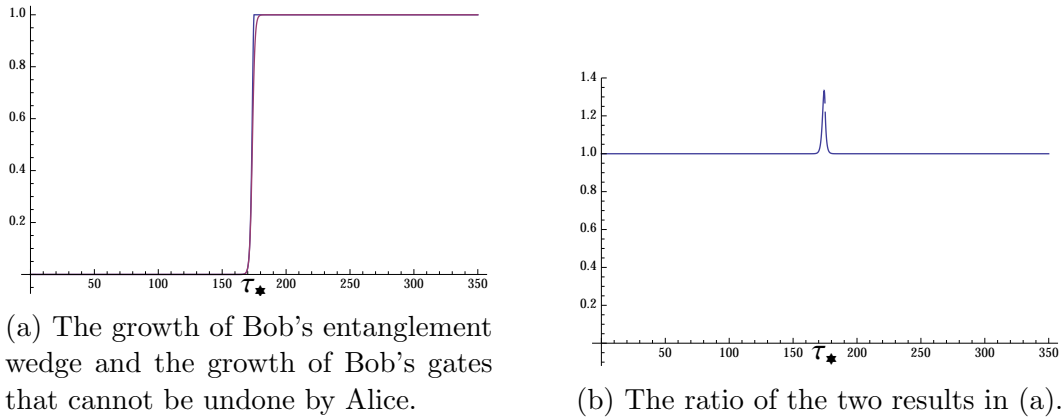 1.0
0.8
0.6
0.4
0.2
50 100 150 200 250 300 350
τ*
(a) The growth of Bob's entanglement
wedge and the growth of Bob's gates
that cannot be undone by Alice.
1.4
1.2
1.0
0.8
0.6
0.4
0.2
50 100 150 200 250 300 350
τ*
(b) The ratio of the two results in (a).